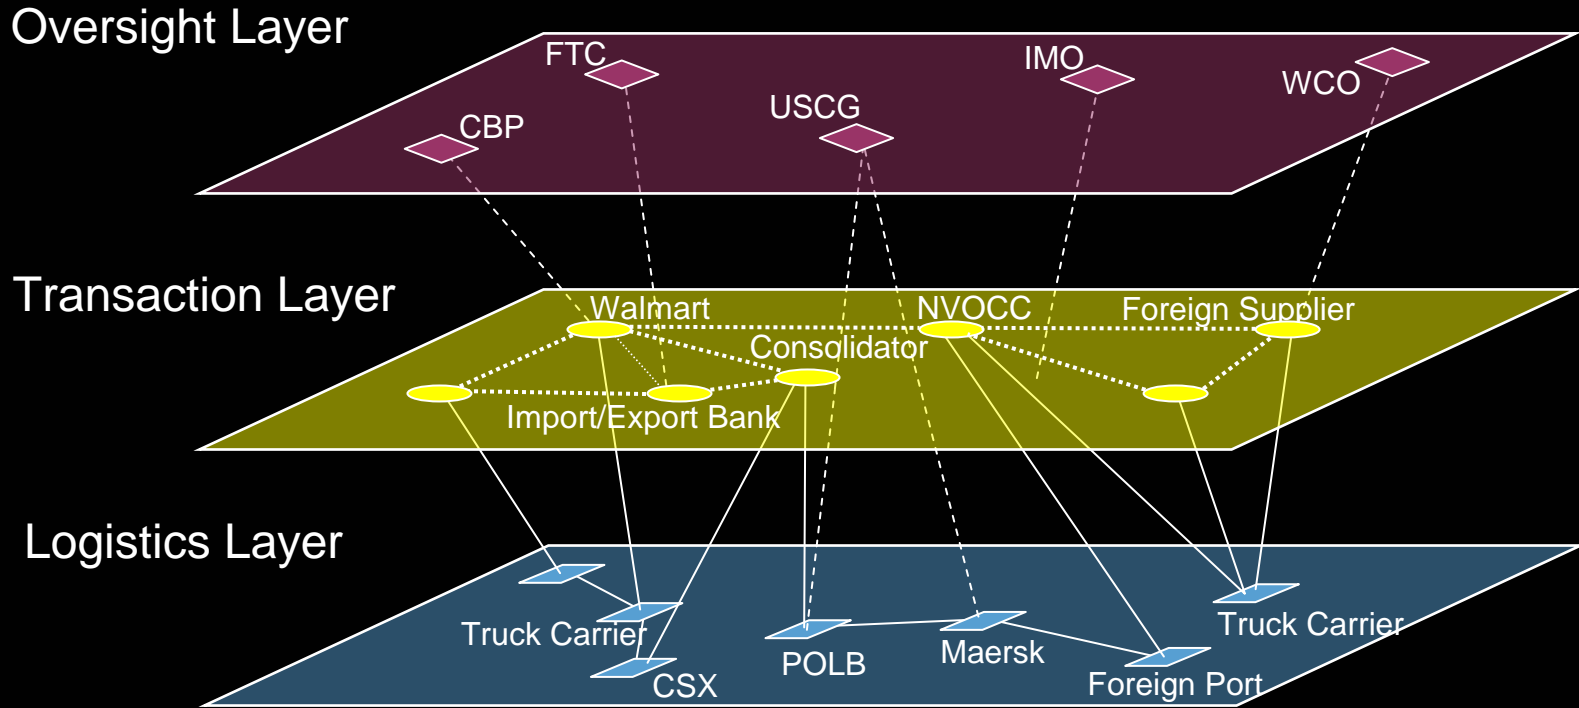 Oversight Layer
FTC
IMO
WCO
USCG
CBP
Transaction Layer
Walmart
NVOCC
Foreign Supplier
Consolidator
Import/Export Bank
Logistics Layer
Truck Carrier
Truck Carrier
POLB
Maersk
CSX
Foreign Port